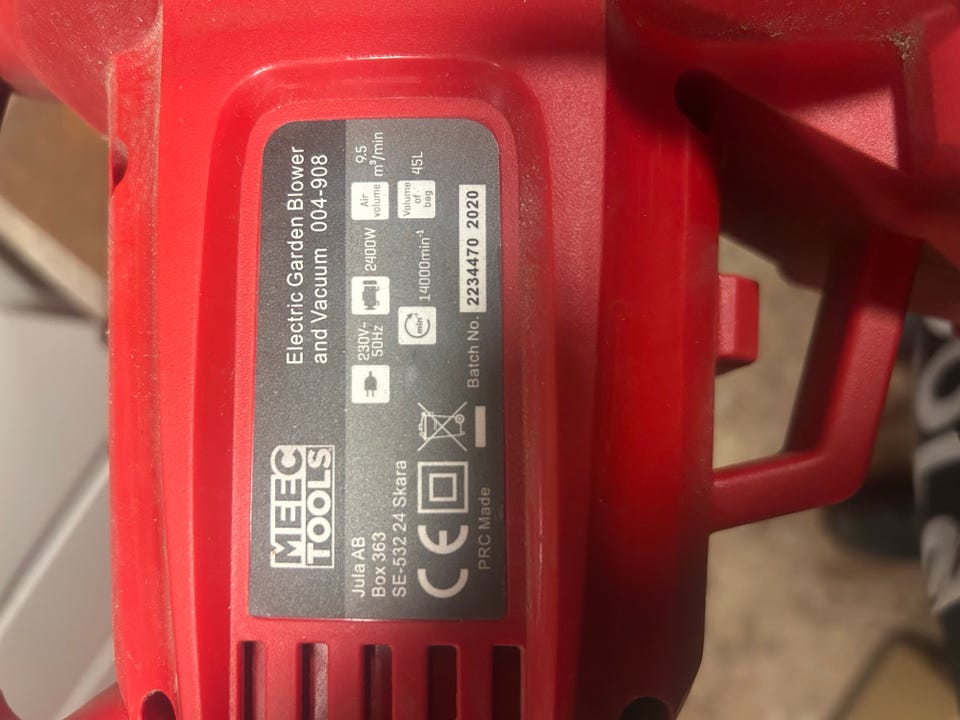 MEEC
TOOLS
Electric Garden Blower
and Vacuum 004-908
Jula AB
Box 363
SE-532 24 Skara
CE
PRC Made
230V~
50Hz
2400W
Air
volume
9.5
m³/min
min⁻¹
14000min⁻¹
Volume
of
bag
45L
Batch No. 2234470 2020